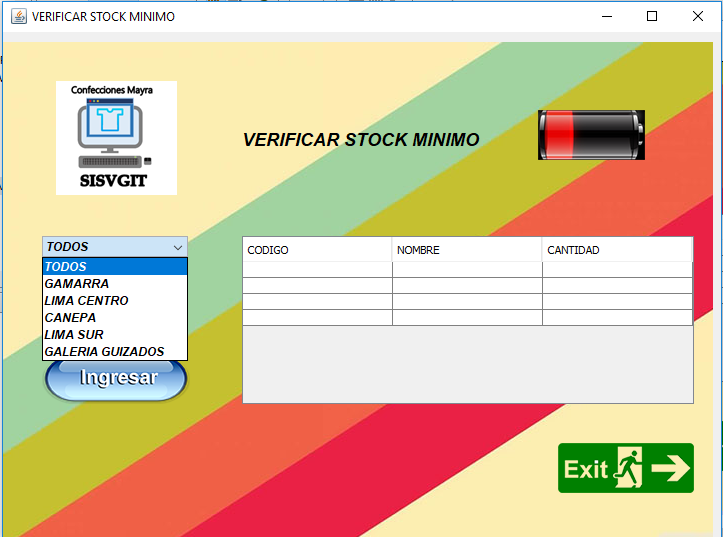 VERIFICAR STOCK MINIMO
Confecciones Mayra
SISVGIT
VERIFICAR STOCK MINIMO
TODOS
TODOS
GAMARRA
LIMA CENTRO
CANEPA
LIMA SUR
GALERIA GUIZADOS
Ingresar
CODIGO NOMBRE CANTIDAD
Exit